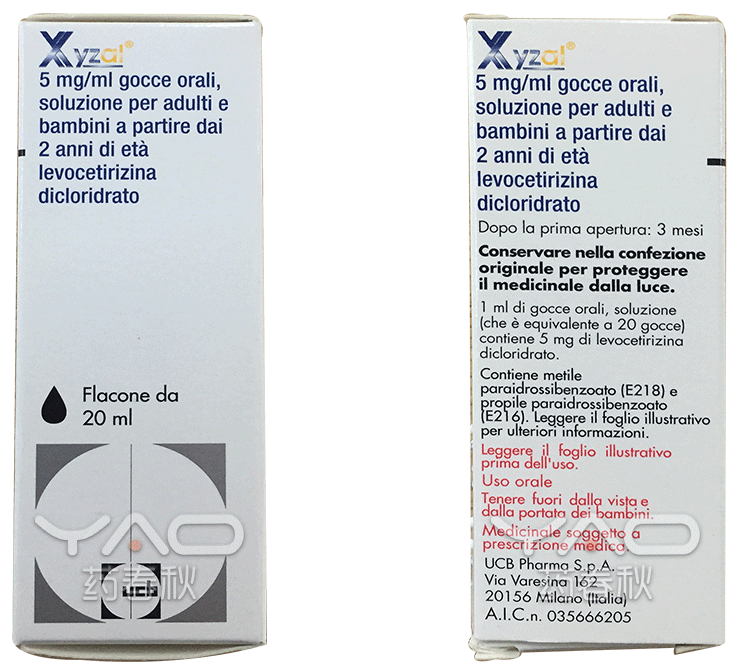 Xyzal®
5 mg/ml gocce orali,
soluzione per adulti e
bambini a partire dai
2 anni di età
levocetirizina
dicloridrato
Flacone da
20 ml
YAO
药春秋
ucb
Xyzal®
5 mg/ml gocce orali,
soluzione per adulti e
bambini a partire dai
2 anni di età
levocetirizina
dicloridrato
Dopo la prima apertura: 3 mesi
Conservare nella confezione
originale per proteggere
il medicinale dalla luce.
1 ml di gocce orali, soluzione
(che è equivalente a 20 gocce)
contiene 5 mg di levocetirizina
dicloridrato.
Contiene metile
paraidrossibenzoato (E218) e
propile paraidrossibenzoato
(E216). Leggere il foglio illustrativo
per ulteriori informazioni.
Leggere il foglio illustrativo
prima dell'uso.
Uso orale
Tenere fuori dalla vista e
dalla portata dei bambini.
Medicinale soggetto a
prescrizione medica.
UCB Pharma S.p.A.
Via Varesina 162
20156 Milano (Italia)
A.I.C.n. 035666205
YAO
药春秋